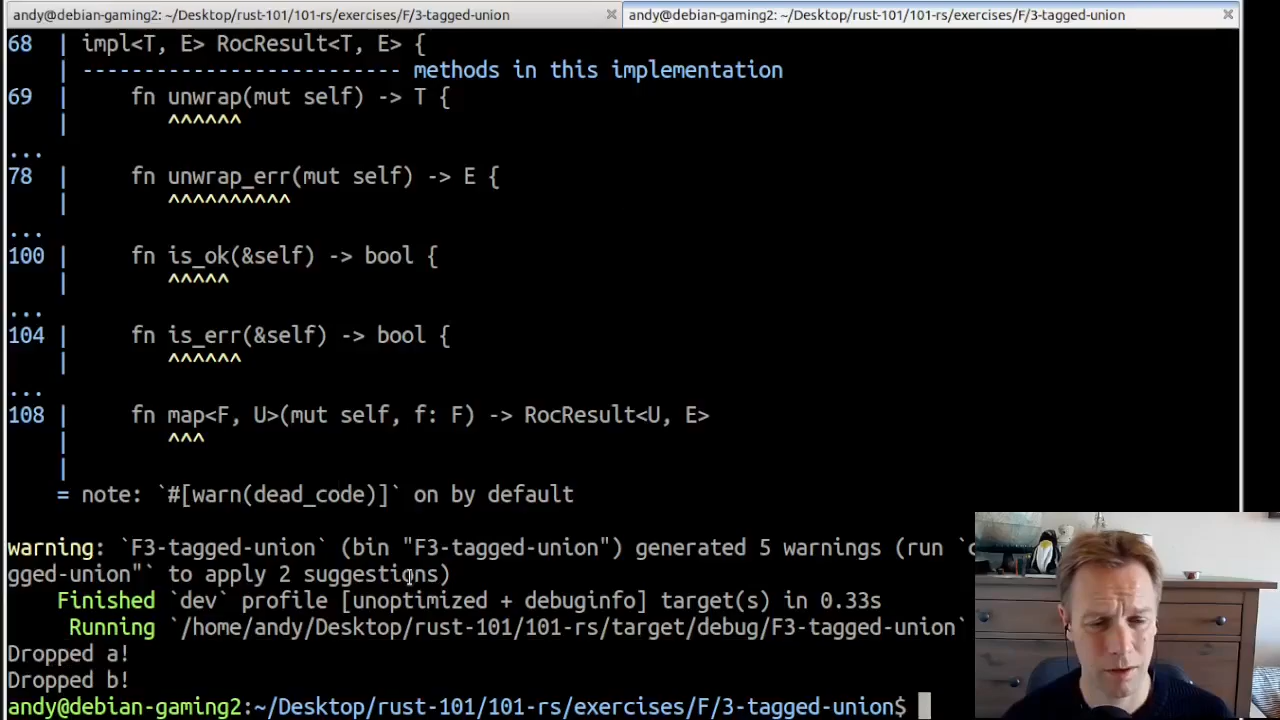 andy@debian-gaming2: ~/Desktop/rust-101/101-rs/exercises/F/3-tagged-union × andy@debian-gaming2: ~/Desktop/rust-101/101-rs/exercises/F/3-tagged-union ×
68 | impl<T, E> RocResult<T, E> {
| -------------------------- methods in this implementation
69 | fn unwrap(mut self) -> T {
| ^^^^^^
...
78 | fn unwrap_err(mut self) -> E {
| ^^^^^^^^^^
...
100 | fn is_ok(&self) -> bool {
| ^^^^^
...
104 | fn is_err(&self) -> bool {
| ^^^^^^
...
108 | fn map<F, U>(mut self, f: F) -> RocResult<U, E>
| ^^^
|
= note: `#[warn(dead_code)]` on by default
warning: `F3-tagged-union` (bin "F3-tagged-union") generated 5 warnings (run `
gged-union"` to apply 2 suggestions)
Finished `dev` profile [unoptimized + debuginfo] target(s) in 0.33s
Running `/home/andy/Desktop/rust-101/101-rs/target/debug/F3-tagged-union`
Dropped a!
Dropped b!
andy@debian-gaming2:~/Desktop/rust-101/101-rs/exercises/F/3-tagged-union$